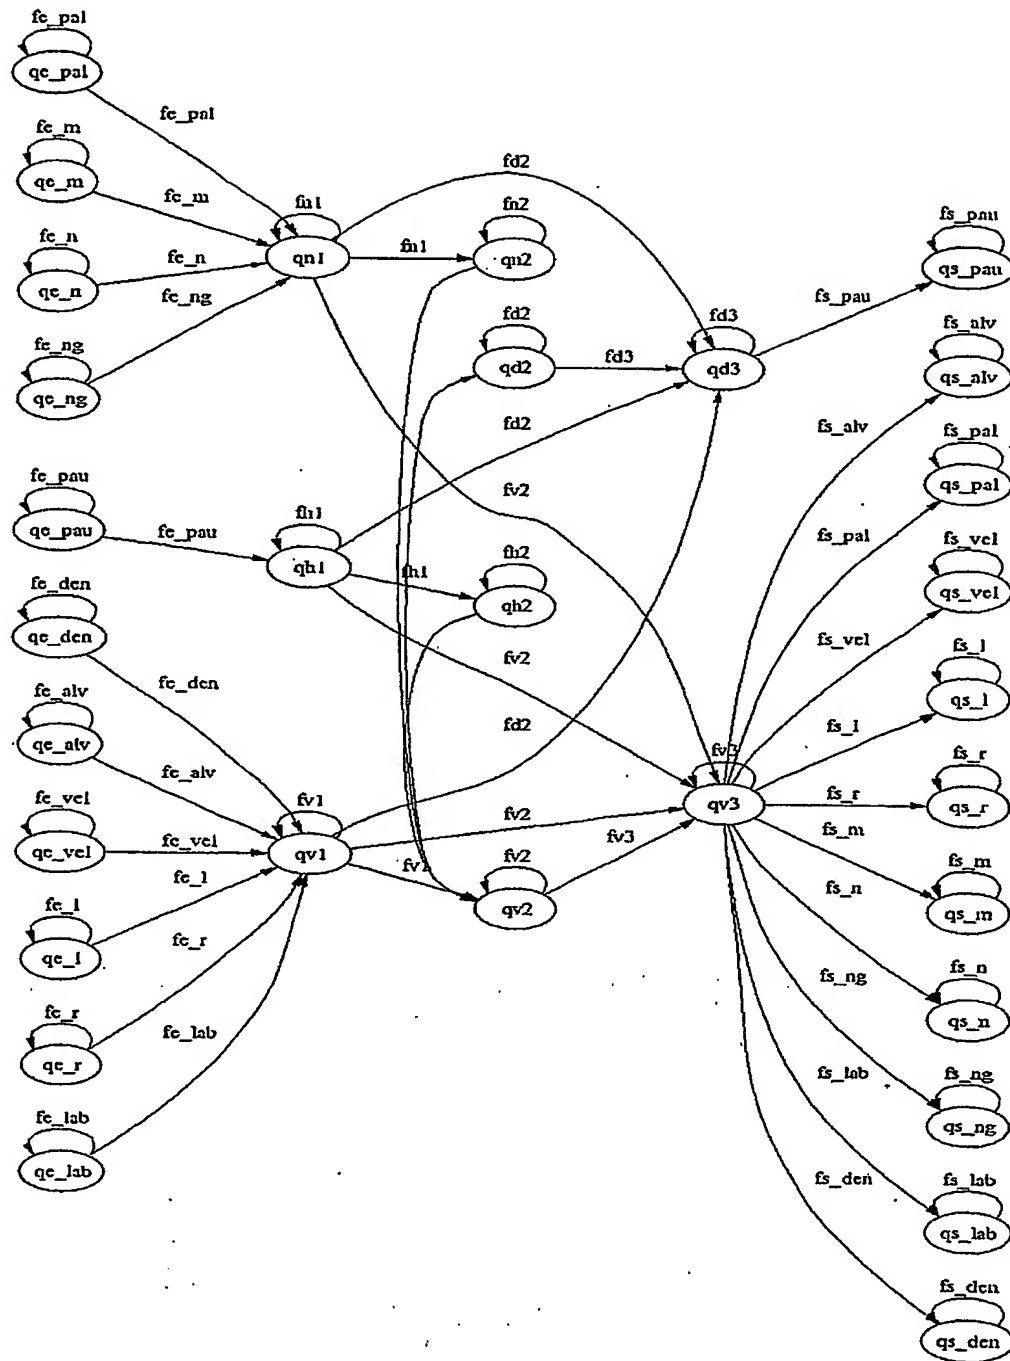 fe_pal
qe_pal
fe_pal
fe_m
qe_m
fe_m
fe_n
qe_n
fe_n
fe_ng
qe_ng
fe_ng
fe_pau
qe_pau
fe_pau
fe_den
qe_den
fe_den
fe_alv
qe_alv
fe_alv
fe_vel
qe_vel
fe_vel
fe_l
qe_l
fe_l
fe_r
qe_r
fe_r
fe_lab
qe_lab
fe_lab
fn1
qn1
fn1
fd2
fn2
qn2
fd2
qd2
fd3
fd3
qd3
fd2
fv2
fh1
qh1
fh1
fh2
qh2
fv2
fd2
fv1
qv1
fv2
fv1
fv2
qv2
fv3
fv3
qv3
fs_pau
fs_pau
qs_pau
fs_alv
fs_alv
qs_alv
fs_pal
fs_pal
qs_pal
fs_vel
fs_vel
qs_vel
fs_l
fs_l
qs_l
fs_r
fs_r
qs_r
fs_m
fs_m
qs_m
fs_n
fs_n
qs_n
fs_ng
fs_ng
qs_ng
fs_lab
fs_lab
qs_lab
fs_den
fs_den
qs_den